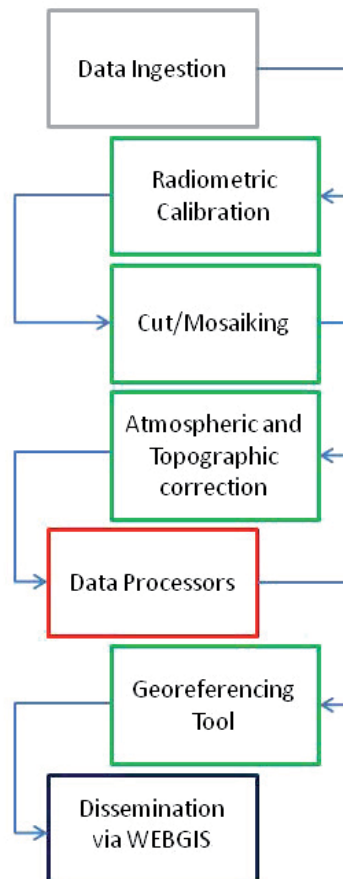 Data Ingestion
Radiometric
Calibration
Cut/Mosaiking
Atmospheric and
Topographic
correction
Data Processors
Georeferencing
Tool
Dissemination
via WEBGIS